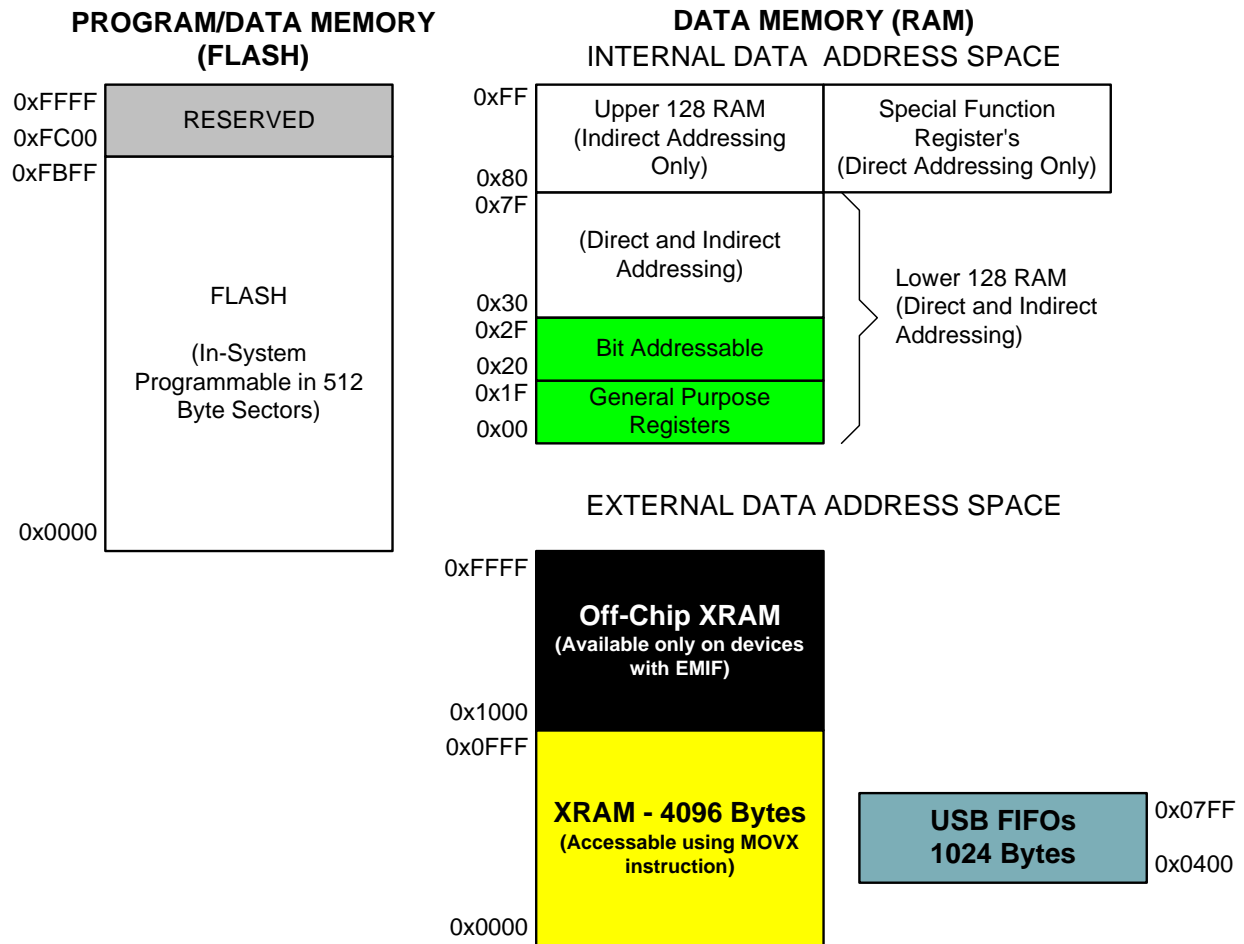 PROGRAM/DATA MEMORY
(FLASH)
0xFFFF
RESERVED
0xFC00
0xFBFF
FLASH
(In-System
Programmable in 512
Byte Sectors)
0x0000
DATA MEMORY (RAM)
INTERNAL DATA ADDRESS SPACE
0xFF
Upper 128 RAM
(Indirect Addressing
Only)
0x80
Special Function
Register's
(Direct Addressing Only)
0x7F
(Direct and Indirect
Addressing)
0x30
Lower 128 RAM
(Direct and Indirect
Addressing)
0x2F
Bit Addressable
0x20
0x1F
General Purpose
Registers
0x00
EXTERNAL DATA ADDRESS SPACE
0xFFFF
Off-Chip XRAM
(Available only on devices
with EMIF)
0x1000
0x0FFF
XRAM - 4096 Bytes
(Accessable using MOVX
instruction)
0x0000
USB FIFOs
1024 Bytes
0x07FF
0x0400